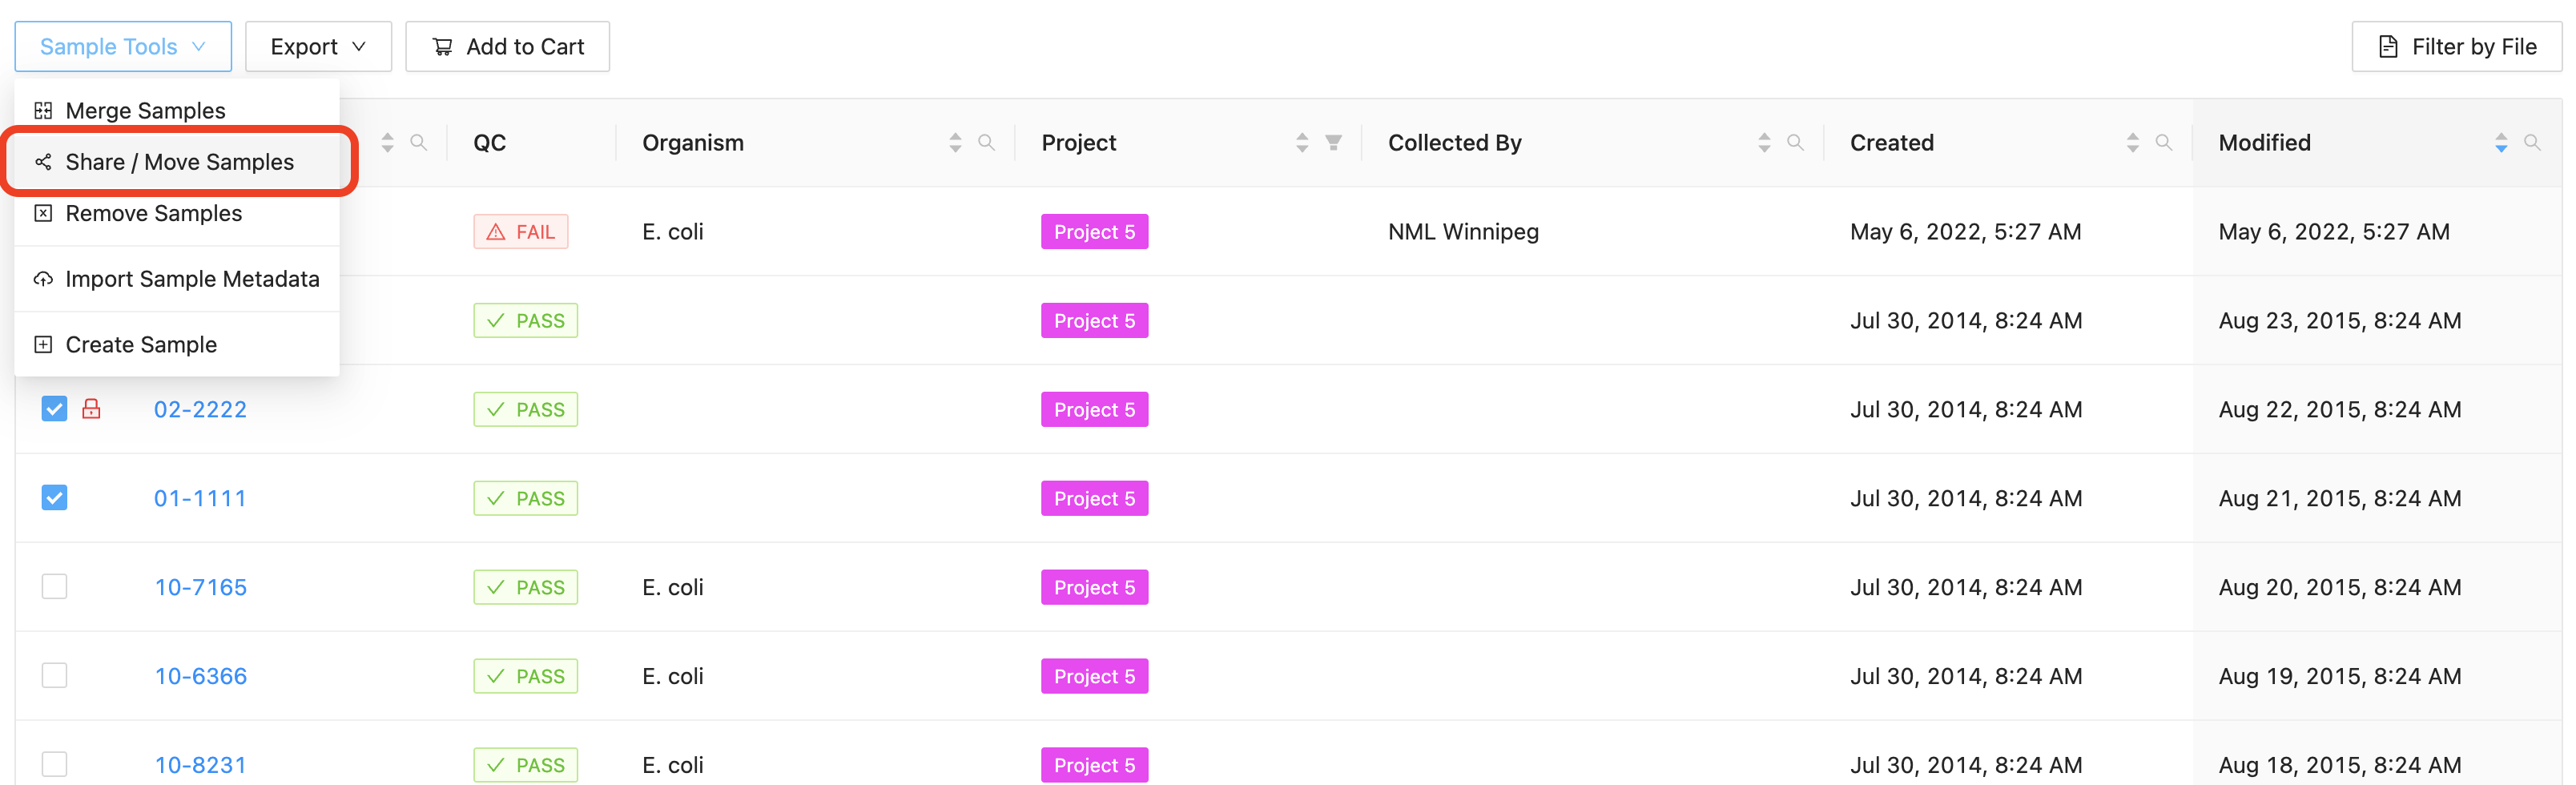 Sample Tools Export Add to Cart Filter by File
Merge Samples
Share / Move Samples
Remove Samples
Import Sample Metadata
Create Sample
QC Organism Project Collected By Created Modified
FAIL E. coli Project 5 NML Winnipeg May 6, 2022, 5:27 AM May 6, 2022, 5:27 AM
PASS Project 5 Jul 30, 2014, 8:24 AM Aug 23, 2015, 8:24 AM
02-2222 PASS Project 5 Jul 30, 2014, 8:24 AM Aug 22, 2015, 8:24 AM
01-1111 PASS Project 5 Jul 30, 2014, 8:24 AM Aug 21, 2015, 8:24 AM
10-7165 PASS E. coli Project 5 Jul 30, 2014, 8:24 AM Aug 20, 2015, 8:24 AM
10-6366 PASS E. coli Project 5 Jul 30, 2014, 8:24 AM Aug 19, 2015, 8:24 AM
10-8231 PASS E. coli Project 5 Jul 30, 2014, 8:24 AM Aug 18, 2015, 8:24 AM